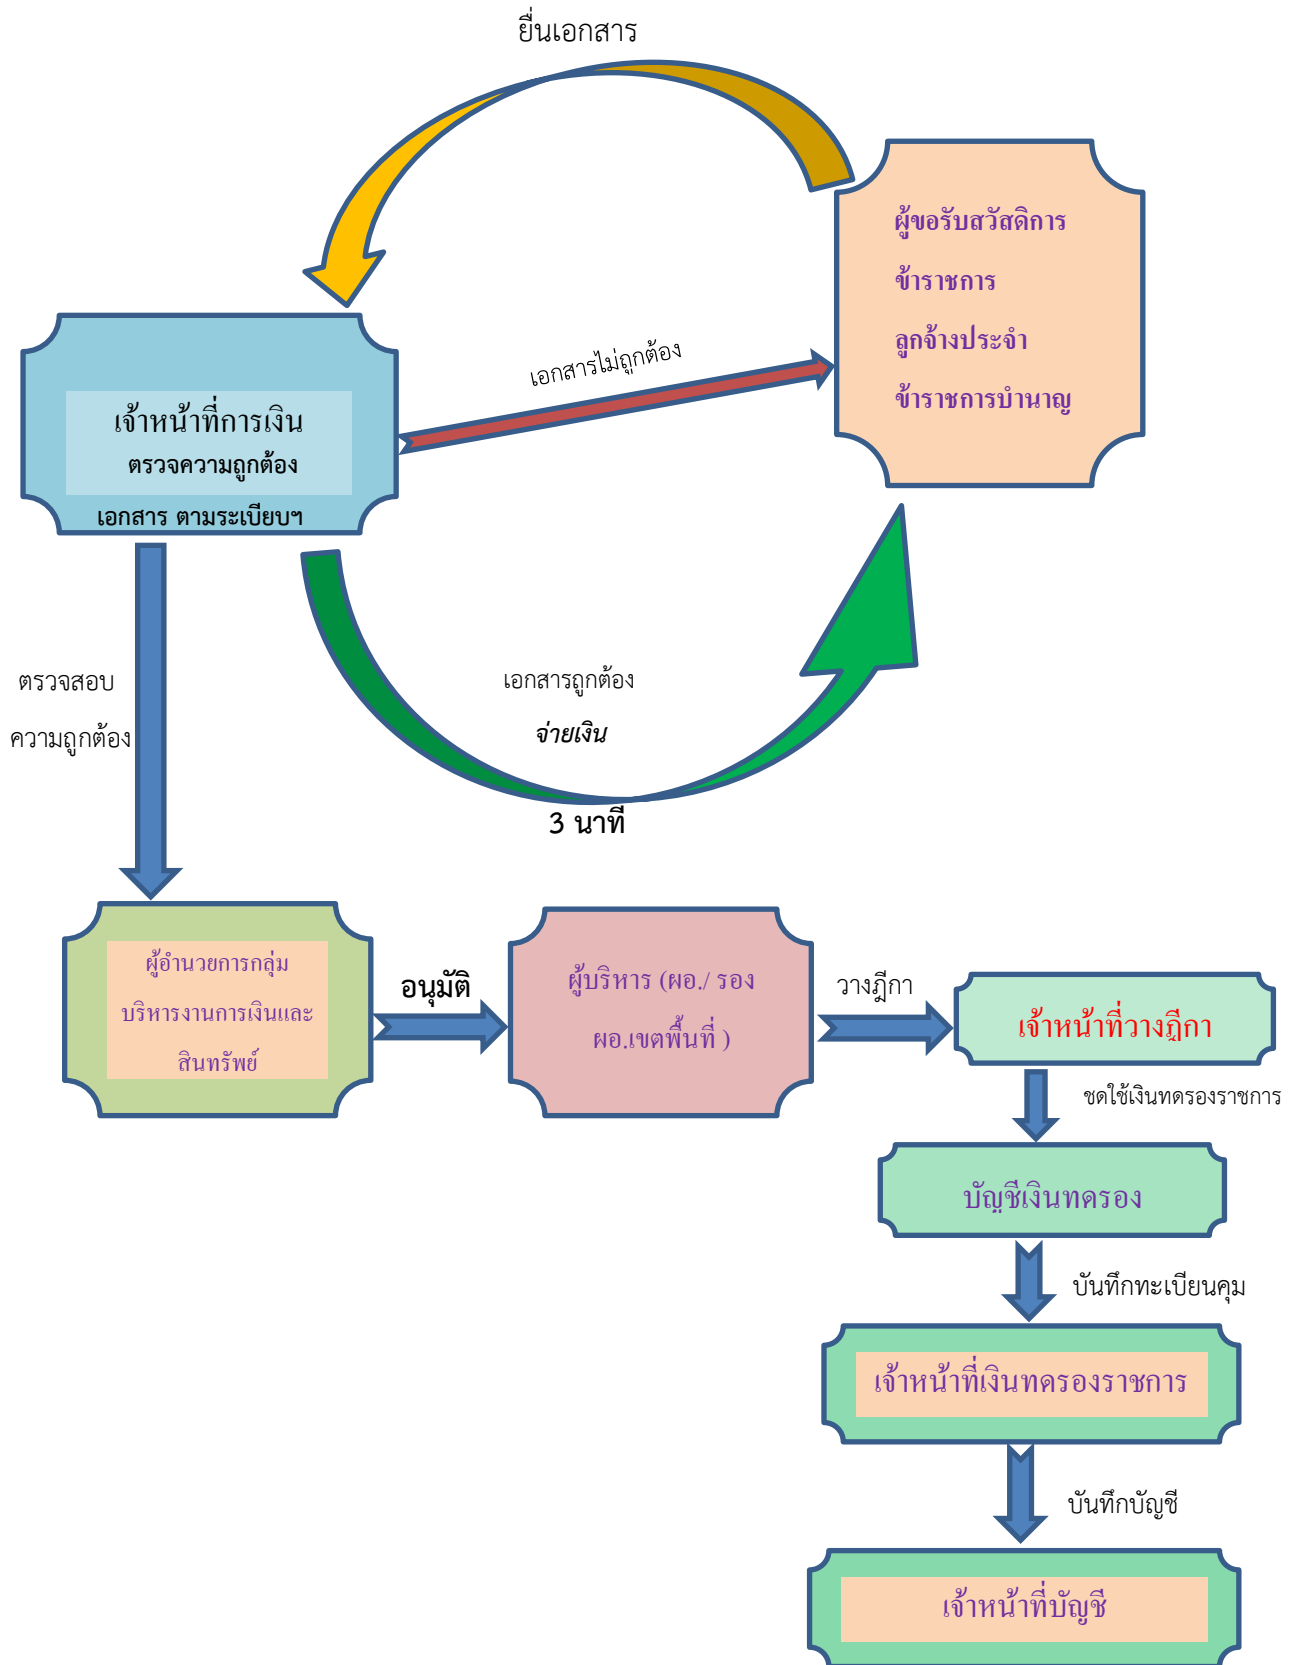 ยื่นเอกสาร
ผู้ขอรับสวัสดิการ
ข้าราชการ
ลูกจ้างประจำ
ข้าราชการบำนาญ
เอกสารไม่ถูกต้อง
เจ้าหน้าที่การเงิน
ตรวจความถูกต้อง
เอกสาร ตามระเบียบฯ
ตรวจสอบ
ความถูกต้อง
เอกสารถูกต้อง
จ่ายเงิน
3 นาที
ผู้อำนวยการกลุ่ม
บริหารงานการเงินและ
สินทรัพย์
อนุมัติ
ผู้บริหาร (ผอ./ รอง
ผอ.เขตพื้นที่ )
วางฎีกา
เจ้าหน้าที่วางฎีกา
ชดใช้เงินทดรองราชการ
บัญชีเงินทดรอง
บันทึกทะเบียนคุม
เจ้าหน้าที่เงินทดรองราชการ
บันทึกบัญชี
เจ้าหน้าที่บัญชี